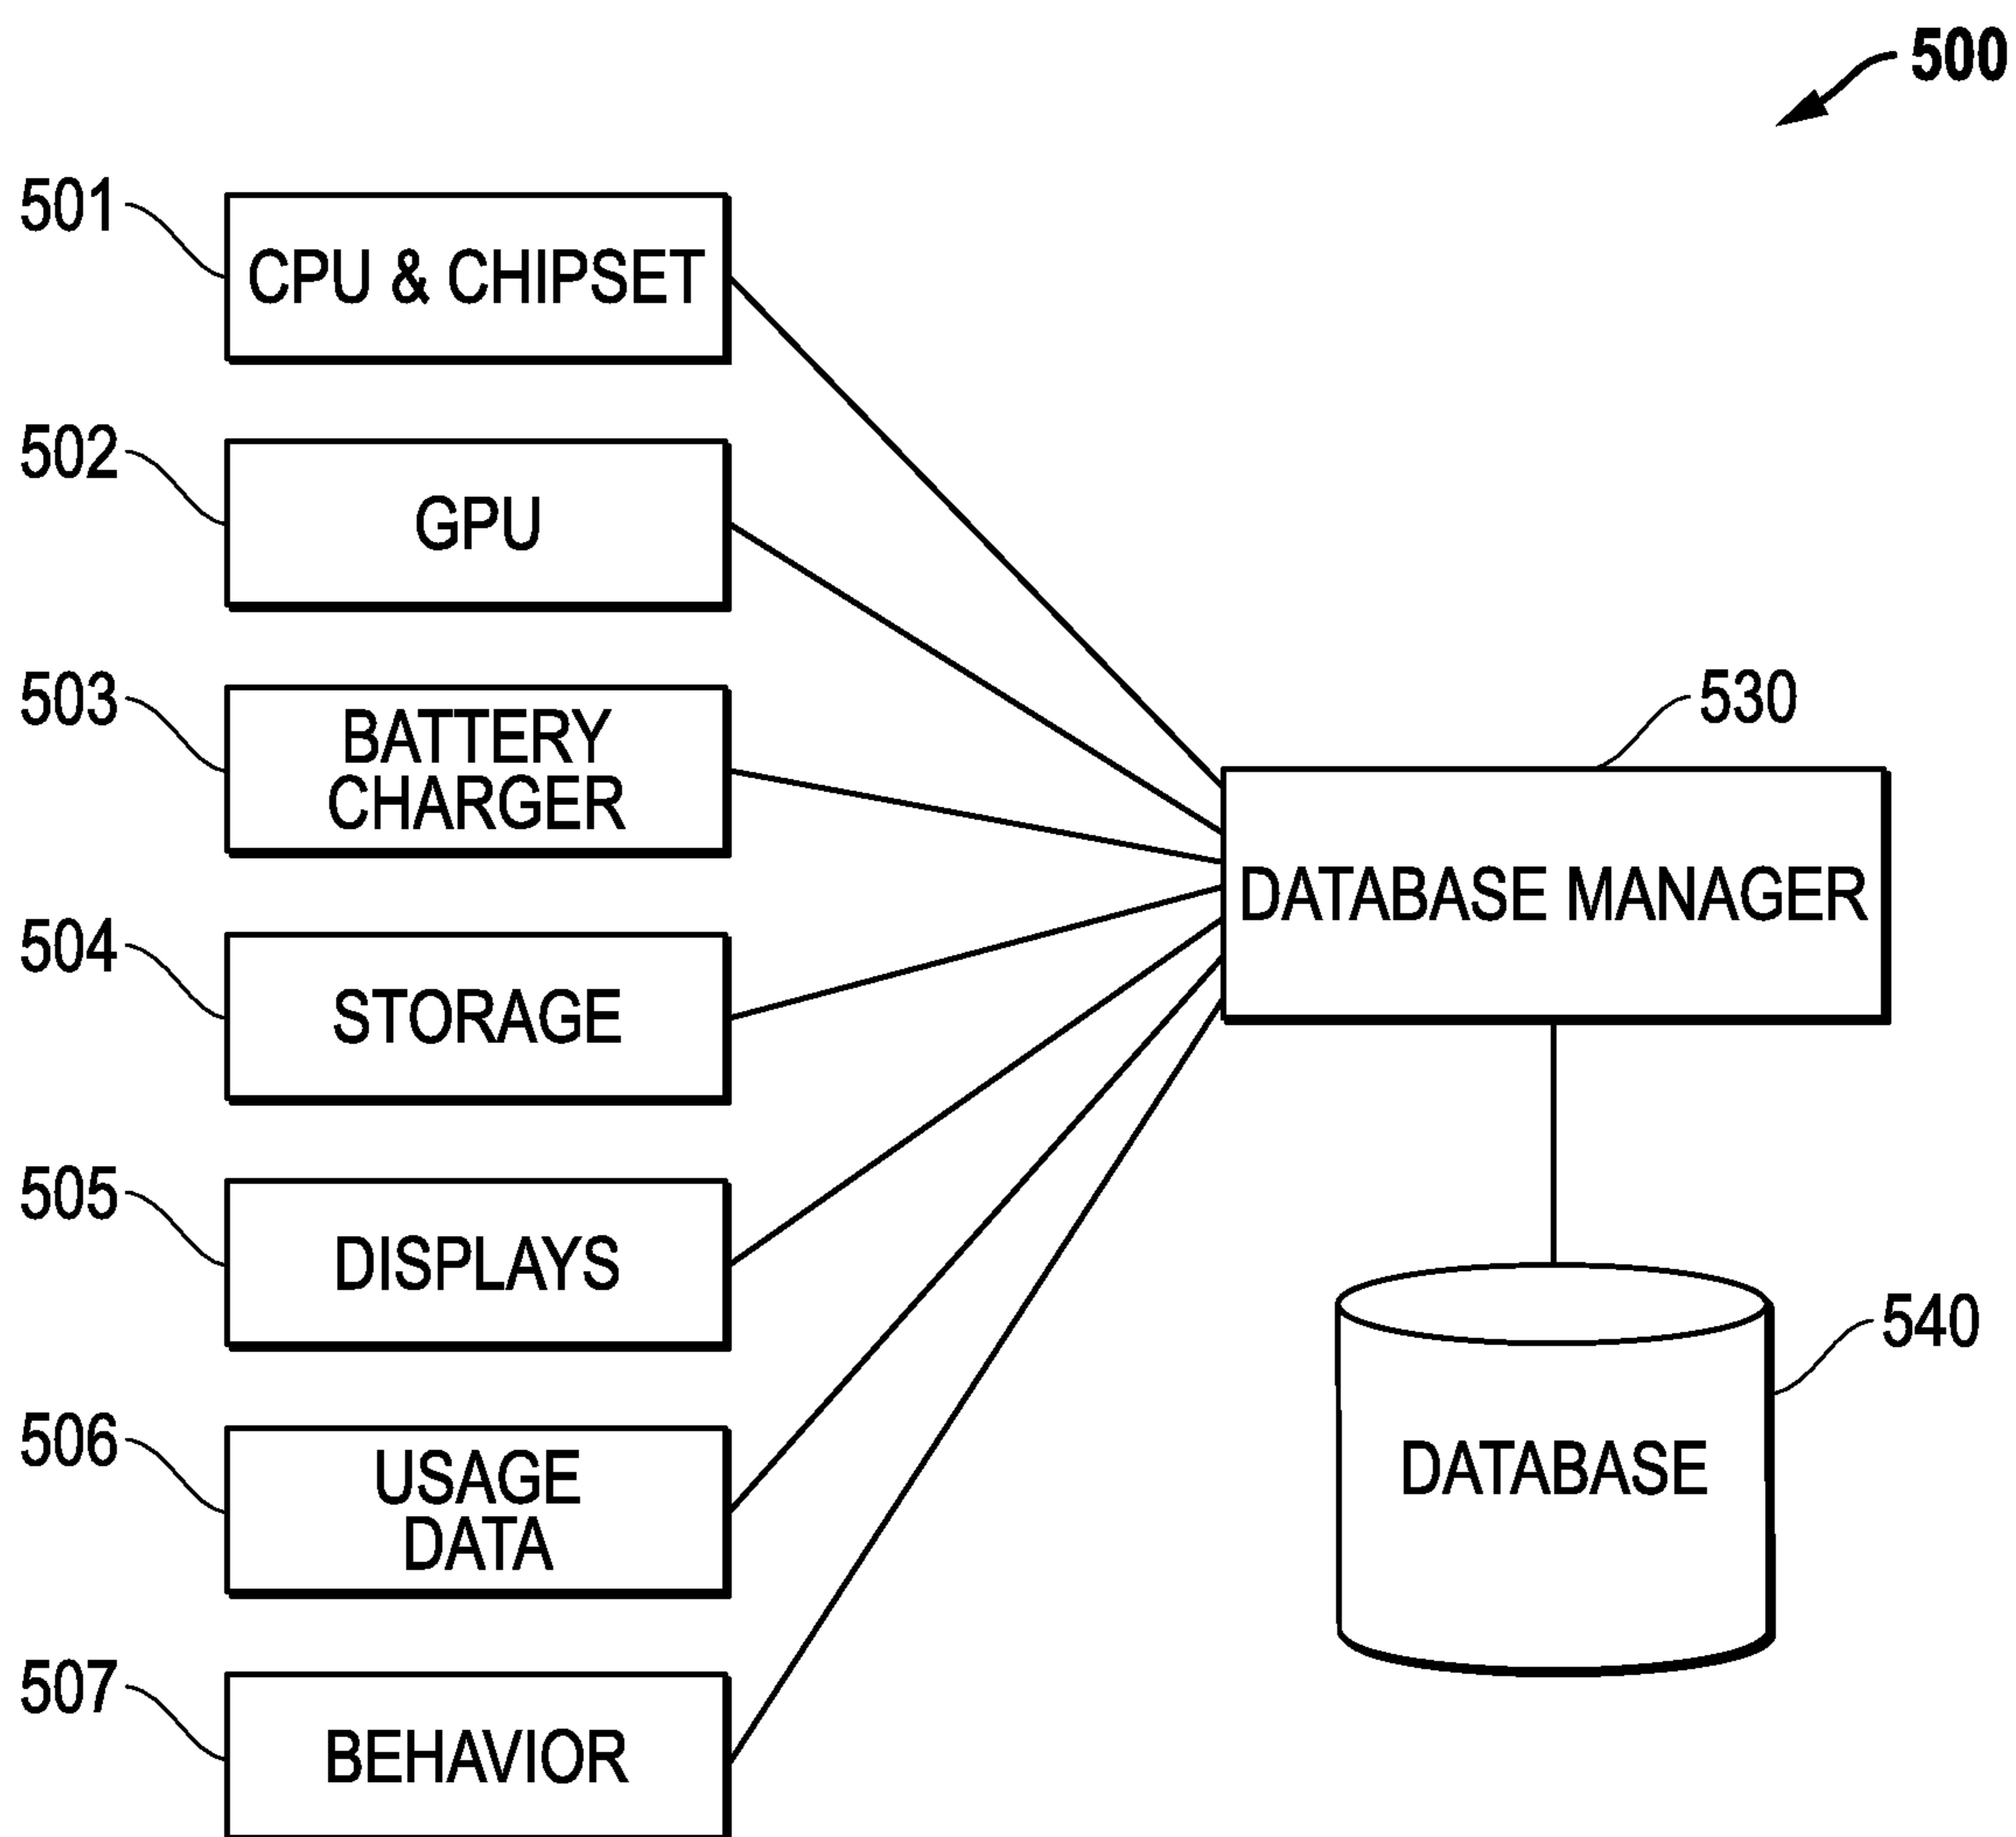 500
501
CPU & CHIPSET
502
GPU
503
BATTERY
CHARGER
530
DATABASE MANAGER
504
STORAGE
505
DISPLAYS
540
DATABASE
506
USAGE
DATA
507
BEHAVIOR